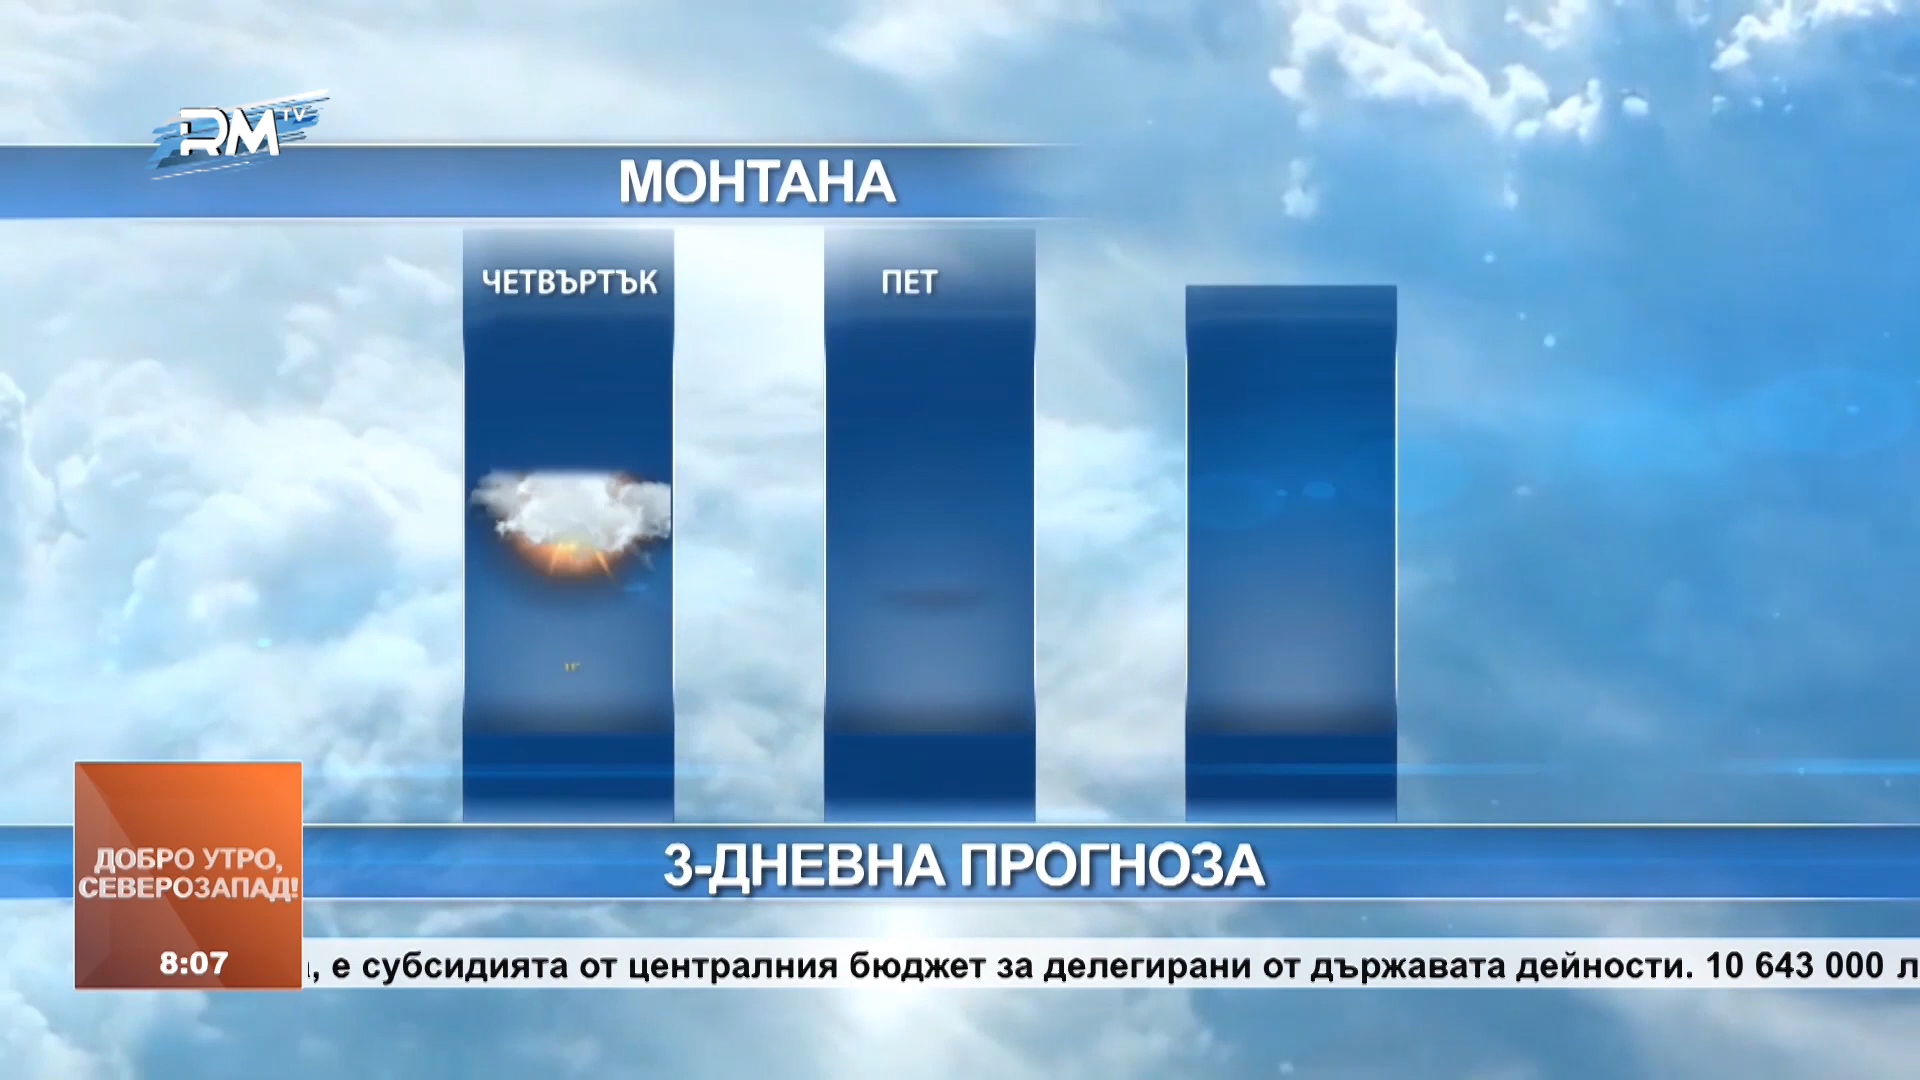 RM TV
МОНТАНА
ЧЕТВЪРТЪК
ПЕТ
3-ДНЕВНА ПРОГНОЗА
ДОБРО УТРО,
СЕВЕРОЗАПАД!
8:07
, е субсидията от централния бюджет за делегирани от държавата дейности. 10 643 000 л